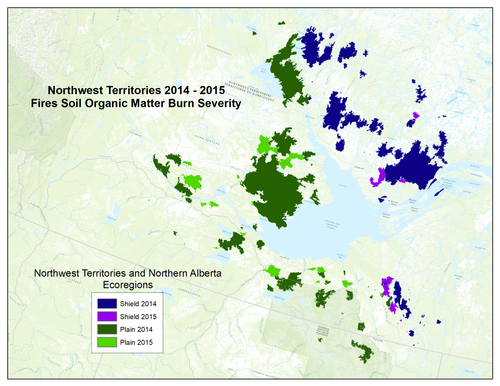 Northwest Territories 2014 - 2015
Fires Soil Organic Matter Burn Severity
Northwest Territories and Northern Alberta
Ecoregions
Shield 2014
Shield 2015
Plain 2014
Plain 2015